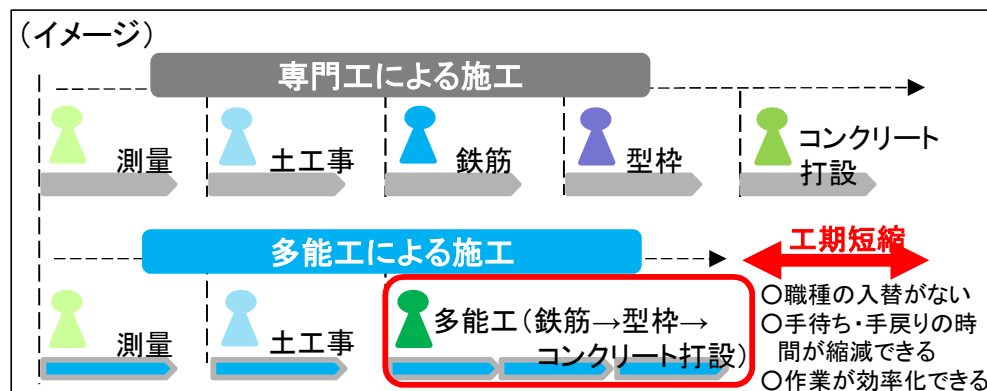 (イメージ)
専門工による施工
測量
土工事
鉄筋
型枠
コンクリート
打設
多能工による施工
工期短縮
測量
土工事
多能工(鉄筋→型枠→
コンクリート打設)
○職種の入替がない
○手待ち・手戻りの時
間が縮減できる
○作業が効率化できる